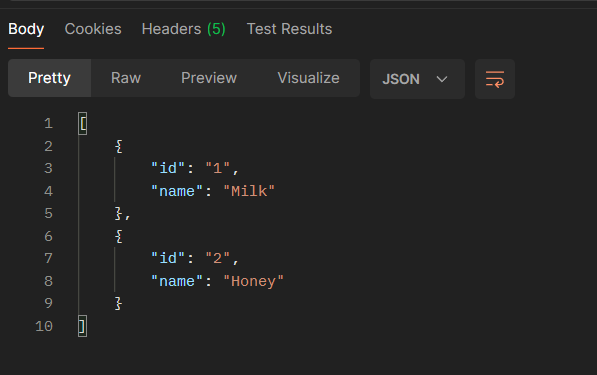 Body Cookies Headers (5) Test Results
Pretty Raw Preview Visualize JSON
1 [
2 {
3 "id": "1",
4 "name": "Milk"
5 },
6 {
7 "id": "2",
8 "name": "Honey"
9 }
10 ]